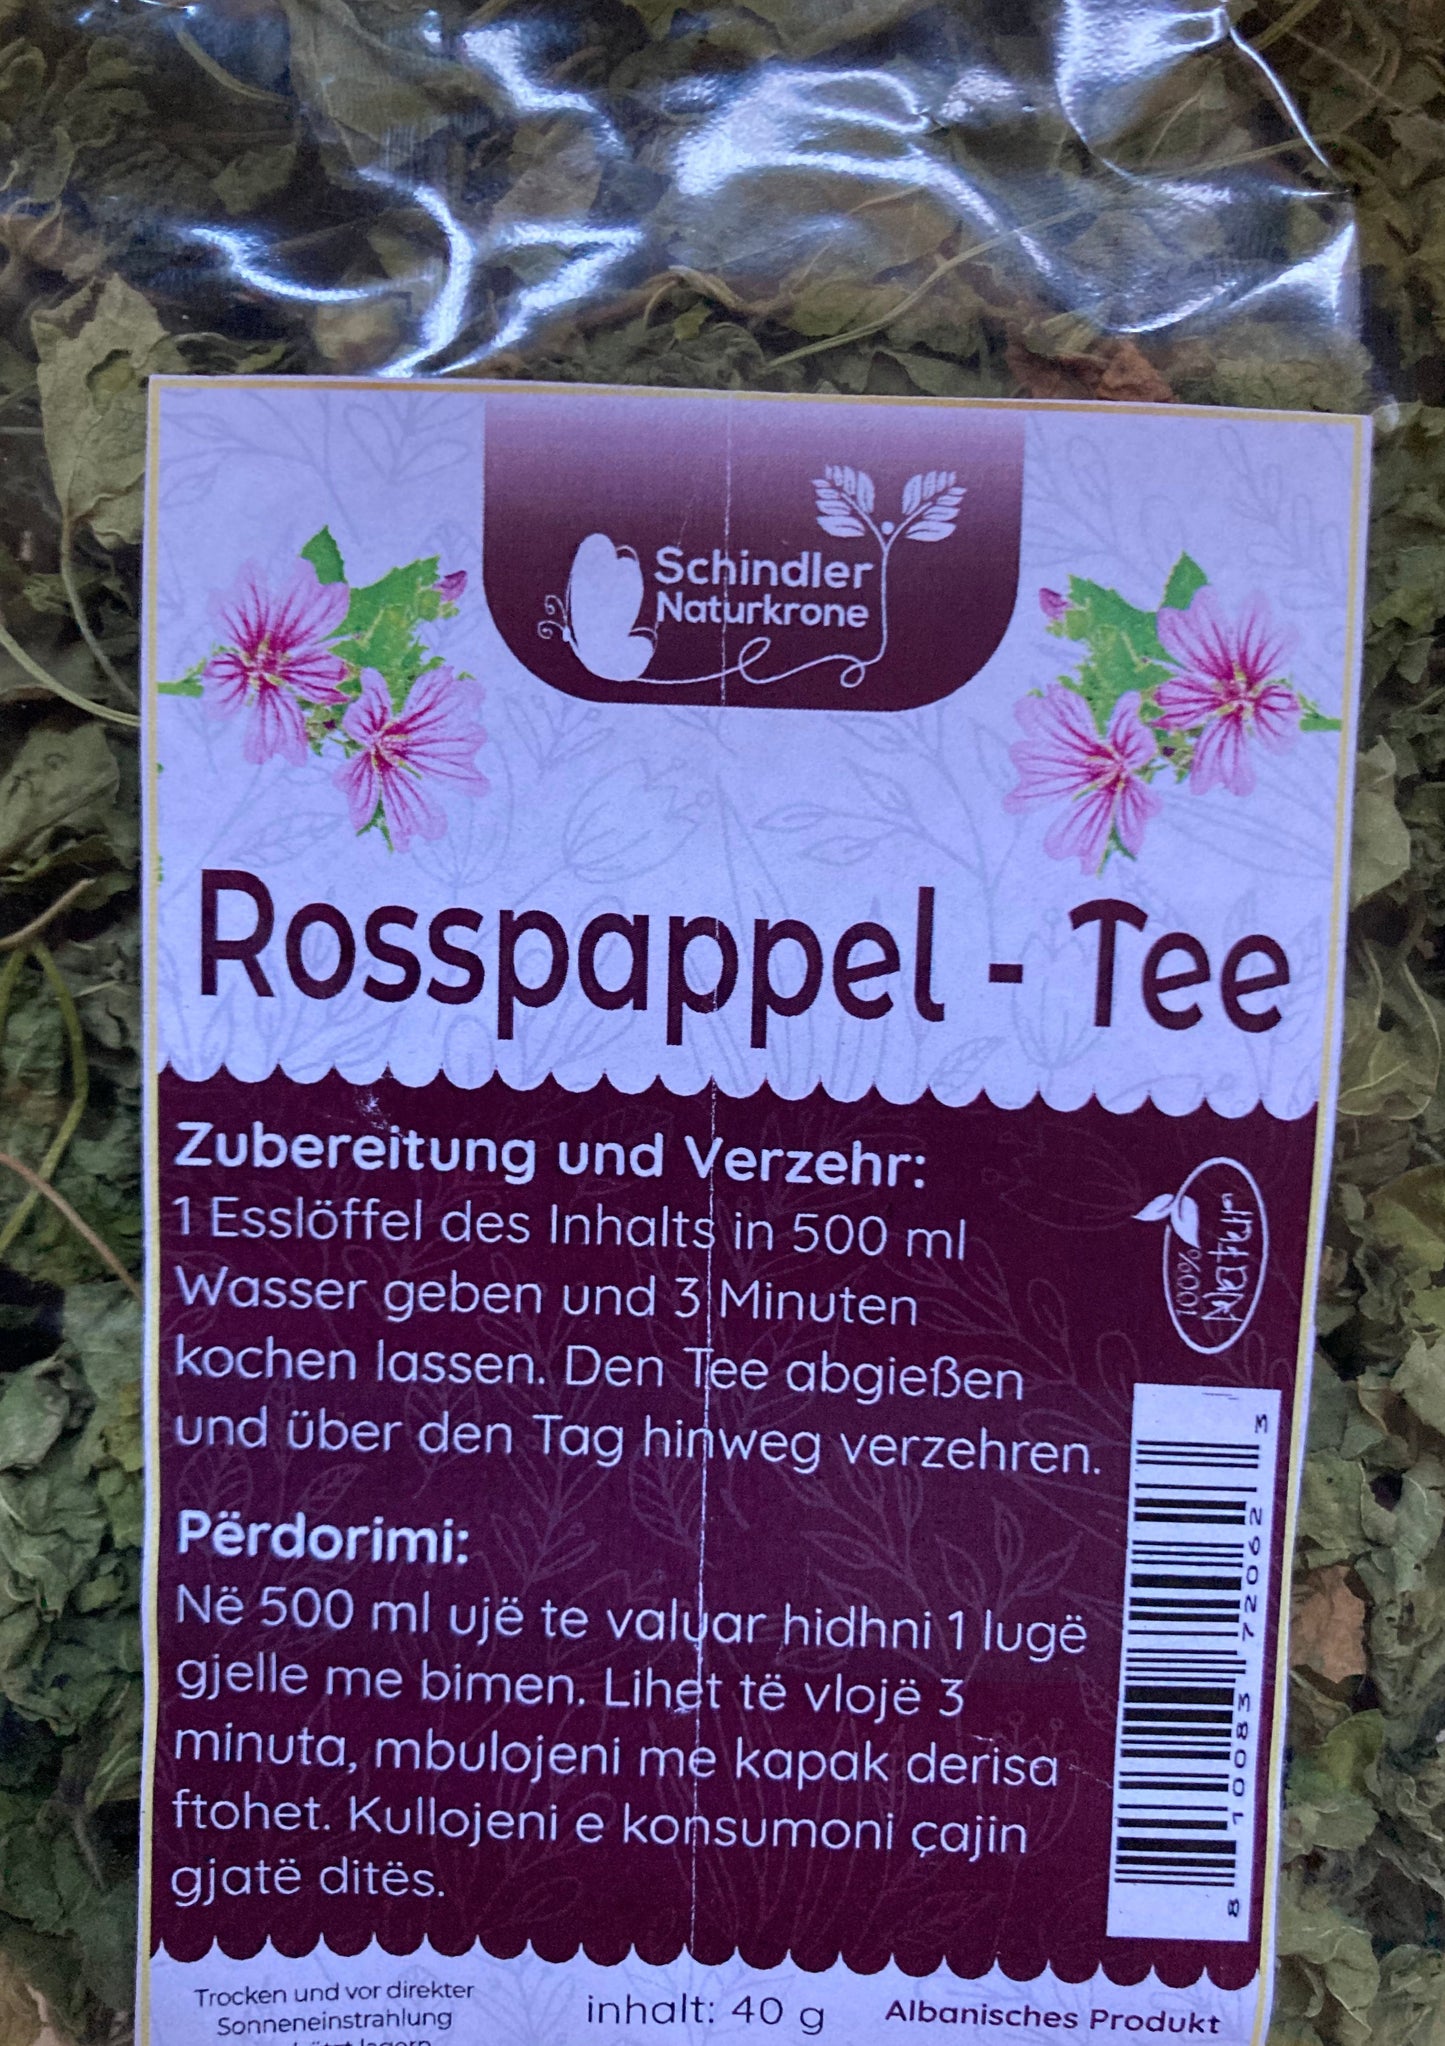 Schindler
Naturkrone
Rosspappel - Tee
Zubereitung und Verzehr:
1 Esslöffel des Inhalts in 500 ml
Wasser geben und 3 Minuten
kochen lassen. Den Tee abgießen
und über den Tag hinweg verzehren.
100%
Natur
Përdorimi:
Në 500 ml ujë te valuar hidhni 1 lugë
gjelle me bimen. Lihet të vlojë 3
minuta, mbulojeni me kapak derisa
ftohet. Kullojeni e konsumoni çajin
gjatë ditës.
8 10083 72062 3
Trocken und vor direkter
Sonneneinstrahlung
lagern
inhalt: 40 g
Albanisches Produkt